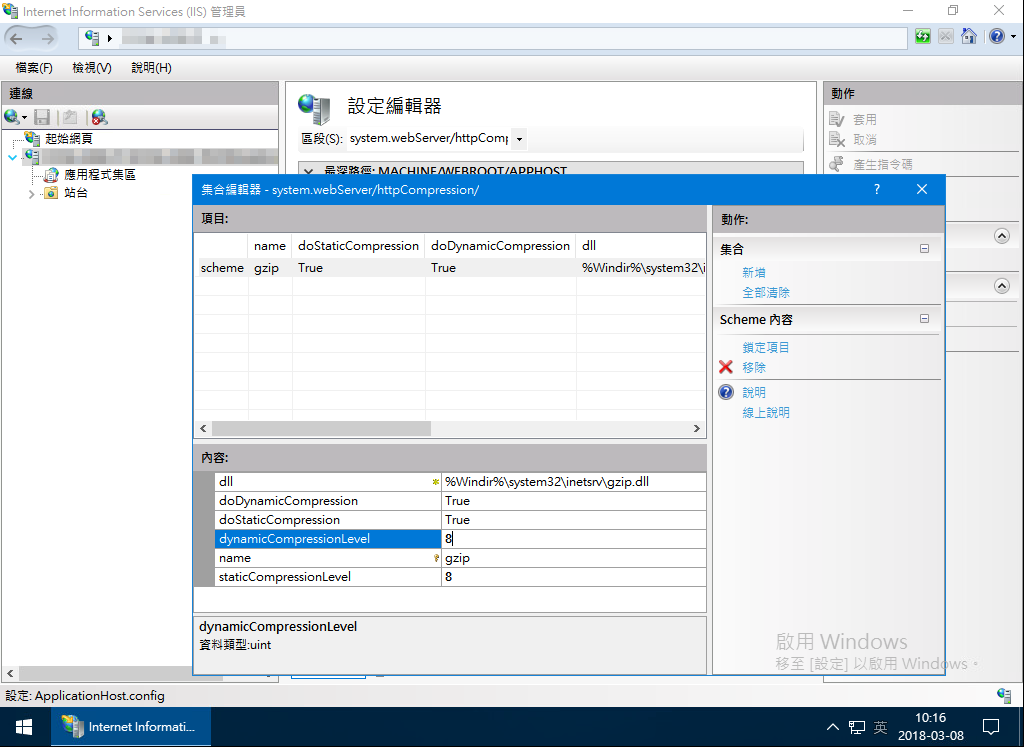 Internet Information Services (IIS) 管理員
檔案(F) 檢視(V) 說明(H)
連線
起始網頁
應用程式集區
站台
設定編輯器
區段(S): system.webServer/httpComp
最深路徑: MACHINE/WEBROOT/APPHOST
動作
套用
取消
產生指令碼
集合編輯器 - system.webServer/httpCompression/
?
項目:
name doStaticCompression doDynamicCompression dll
scheme gzip True True %Windir%\system32\i
內容:
dll %Windir%\system32\inetsrv\gzip.dll
doDynamicCompression True
doStaticCompression True
dynamicCompressionLevel 8
name gzip
staticCompressionLevel 8
dynamicCompressionLevel
資料類型:uint
動作:
集合
新增
全部清除
Scheme 內容
鎖定項目
移除
說明
線上說明
啟用 Windows
移至 [設定] 以啟用 Windows。
設定: ApplicationHost.config
Internet Informati...
英
10:16
2018-03-08